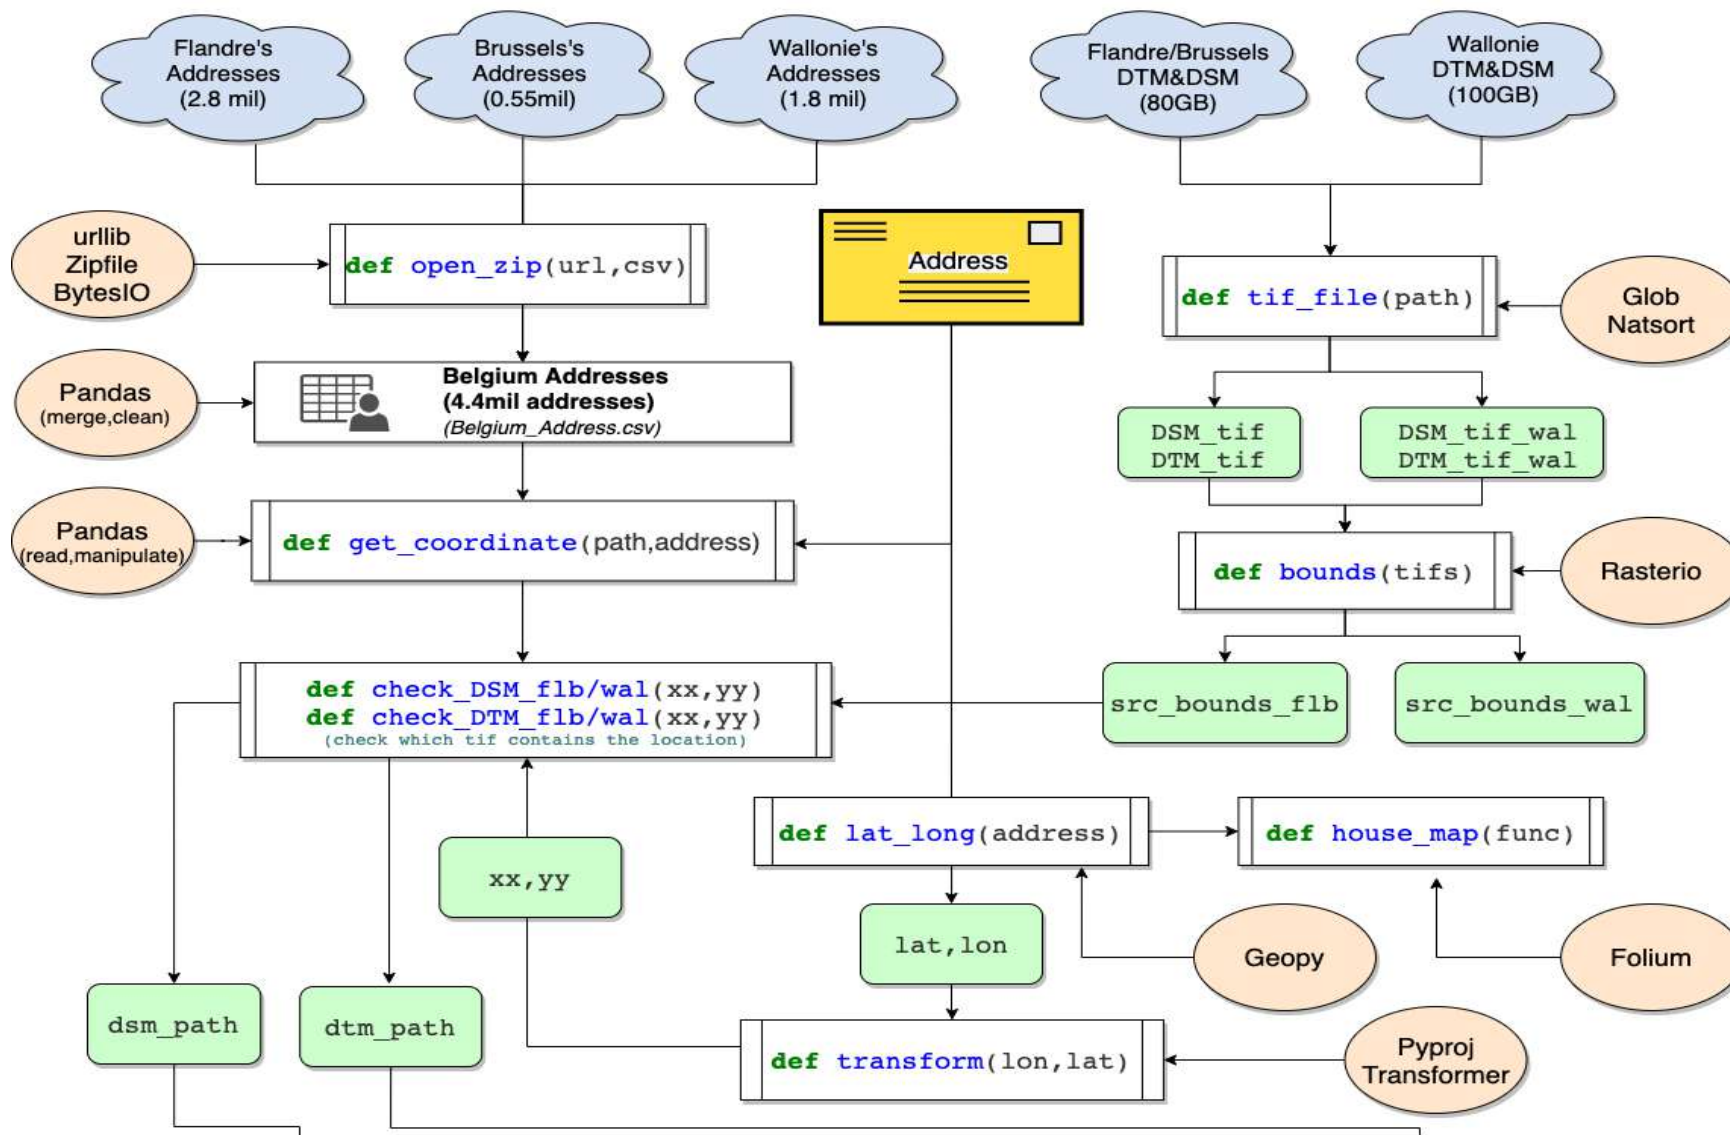 Flandre's
Addresses
(2.8 mil)
Brussels's
Addresses
(0.55mil)
Wallonie's
Addresses
(1.8 mil)
Flandre/Brussels
DTM&DSM
(80GB)
Wallonie
DTM&DSM
(100GB)
urllib
Zipfile
BytesIO
def open_zip(url,csv)
Address
def tif_file(path)
Glob
Natsort
Pandas
(merge,clean)
Belgium Addresses
(4.4mil addresses)
(Belgium_Address.csv)
DSM_tif
DTM_tif
DSM_tif_wal
DTM_tif_wal
Pandas
(read,manipulate)
def get_coordinate(path,address)
def bounds(tifs)
Rasterio
def check_DSM_flb/wal(xx,yy)
def check_DTM_flb/wal(xx,yy)
(check which tif contains the location)
src_bounds_flb
src_bounds_wal
def lat_long(address)
def house_map(func)
xx,yy
lat,lon
Geopy
Folium
dsm_path
dtm_path
def transform(lon,lat)
Pyproj
Transformer